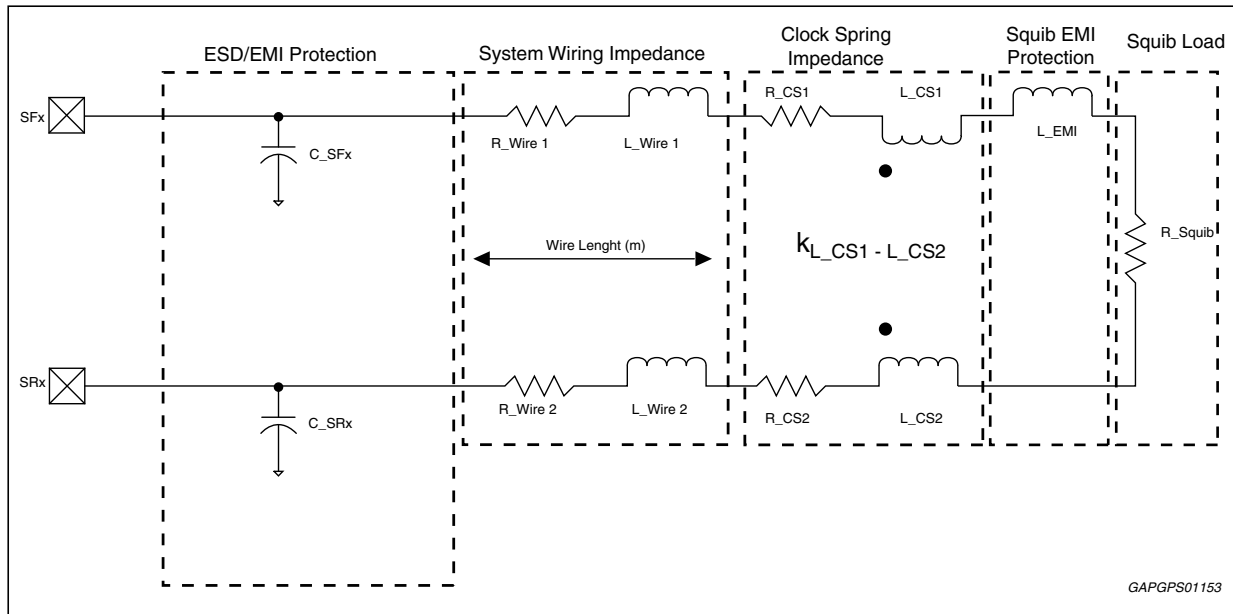 ESD/EMI Protection
System Wiring Impedance
Clock Spring
Impedance
Squib EMI
Protection
Squib Load
SFx
C_SFx
R_Wire 1
L_Wire 1
R_CS1
L_CS1
L_EMI
Wire Lenght (m)
kL_CS1 - L_CS2
R_Squib
SRx
C_SRx
R_Wire 2
L_Wire 2
R_CS2
L_CS2
GAPGPS01153